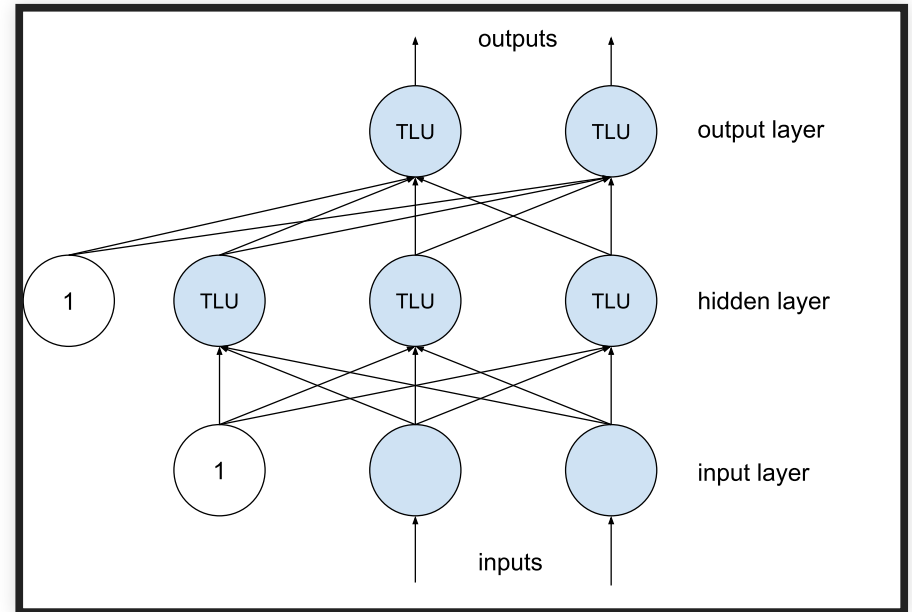 outputs
TLU TLU output layer
1 TLU TLU TLU hidden layer
1 input layer
inputs